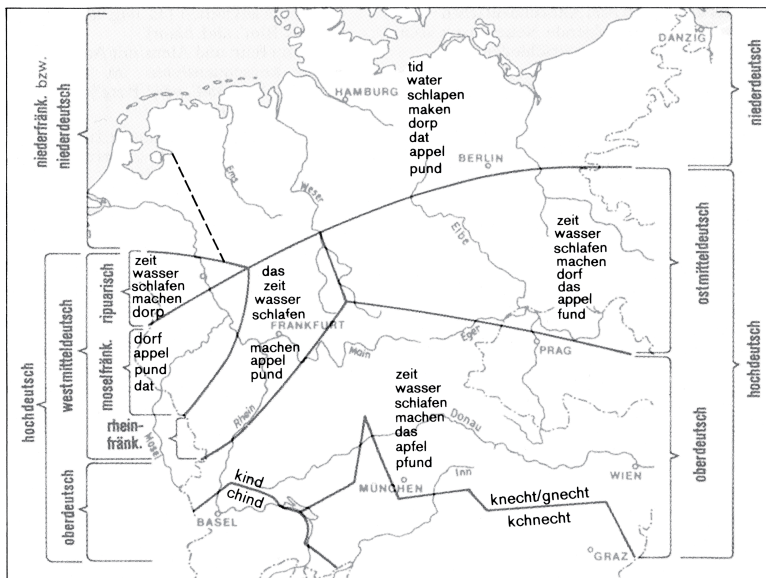 niederfränk. bzw.
niederdeutsch
hochdeutsch
westmitteldeutsch
ripuarisch
moselfränk.
rhein-
fränk.
oberdeutsch
HAMBURG
DANZIG
BERLIN
tid
water
schlapen
maken
dorp
dat
appel
pund
Ems
Weser
Elbe
zeit
wasser
schlafen
machen
dorp
das
zeit
wasser
schlafen
FRANKFURT
machen
appel
pund
dorf
appel
pund
dat
zeit
wasser
schlafen
machen
dorf
das
appel
fund
Eger
PRAG
Main
Rhein
Mosel
zeit
wasser
schlafen
machen
das
apfel
pfund
Donau
Inn
MÜNCHEN
WIEN
kind
chind
BASEL
knecht/gnecht
kchnecht
GRAZ
niederdeutsch
ostmitteldeutsch
hochdeutsch
oberdeutsch